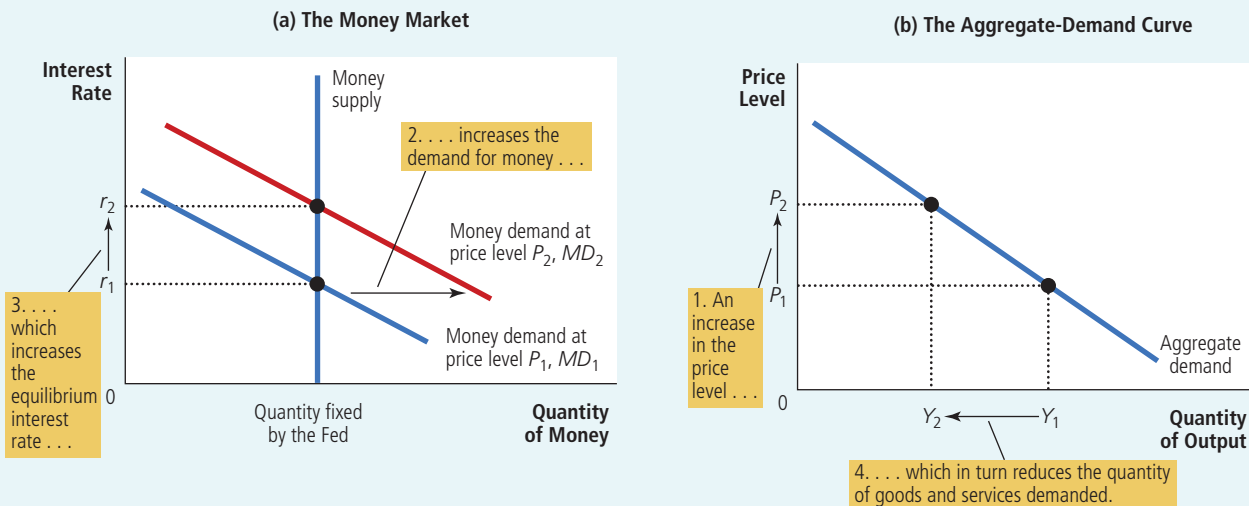 (a) The Money Market
Interest
Rate
Money
supply
2. . . . increases the
demand for money . . .
r2
r1
Money demand at
price level P2, MD2
3. . . .
which
increases
the
equilibrium
interest
rate . . .
Money demand at
price level P1, MD1
0
Quantity fixed
by the Fed
Quantity
of Money
(b) The Aggregate-Demand Curve
Price
Level
P2
P1
1. An
increase
in the
price
level . . .
Aggregate
demand
0
Y2
Y1
Quantity
of Output
4. . . . which in turn reduces the quantity
of goods and services demanded.